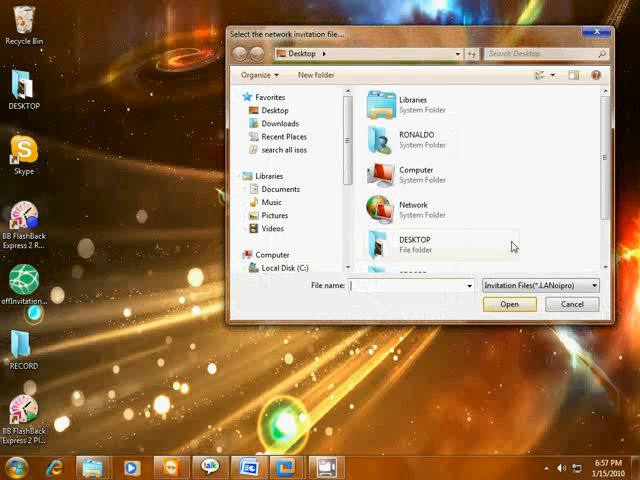 Recycle Bin
DESKTOP
Skype
BB FlashBack
Express 2 R...
offInvitation...
RECORD
BB FlashBack
Express 2 Pl...
Select the network invitation file....
Desktop
Search Desktop
Organize
New folder
Favorites
Desktop
Downloads
Recent Places
search all isos
Libraries
Documents
Music
Pictures
Videos
Computer
Local Disk (C:)
Libraries
System Folder
RONALDO
System Folder
Computer
System Folder
Network
System Folder
DESKTOP
File folder
File name:
Invitation Files(*.LANoipro)
Open
Cancel
talk
6:57 PM
1/15/2010